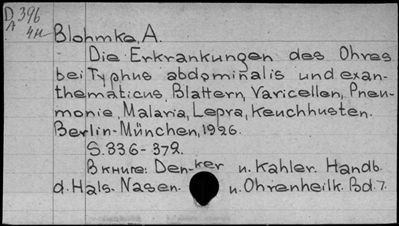 D 396
A 4н
Blohmke, A.
Die Erkrankungen des Ohres
bei Typhus abdominalis und exan-
thematicus, Blattern, Varicellen, Pneu-
monie, Malaria, Lepra, Keuchhusten.
Berlin-München, 1926.
S. 336-372.
В книге: Den-ker u. Kahler. Handb.
d. Hals- Nasen- u. Ohrenheilk. Bd. 7.